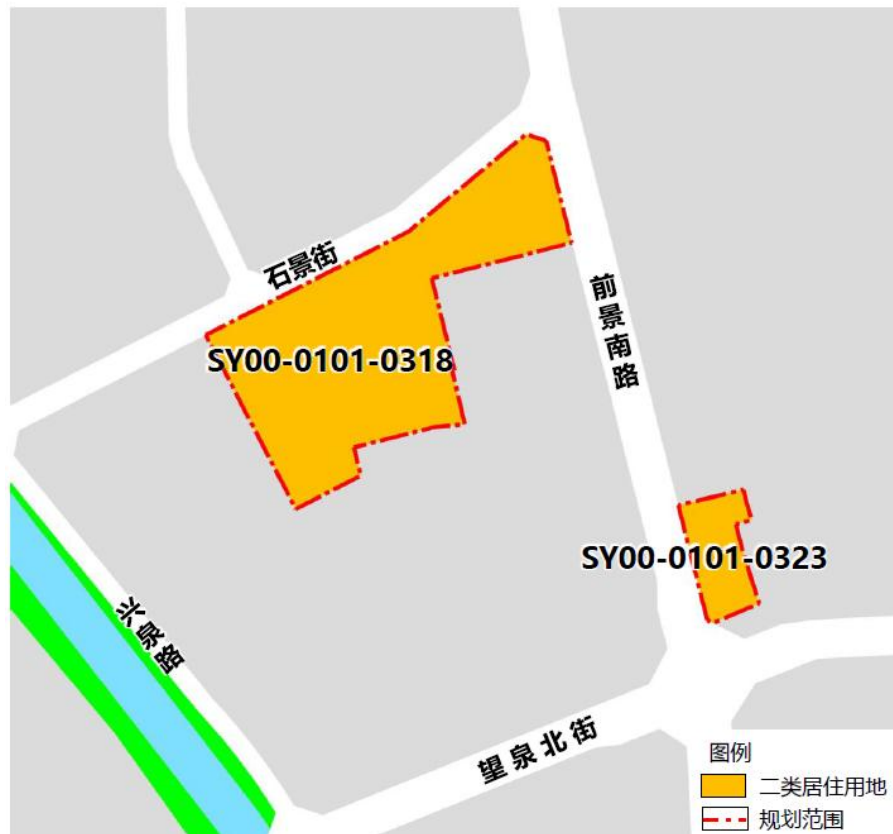 石景街
SY00-0101-0318
前景南路
SY00-0101-0323
兴泉路
望泉北街
图例
二类居住用地
规划范围